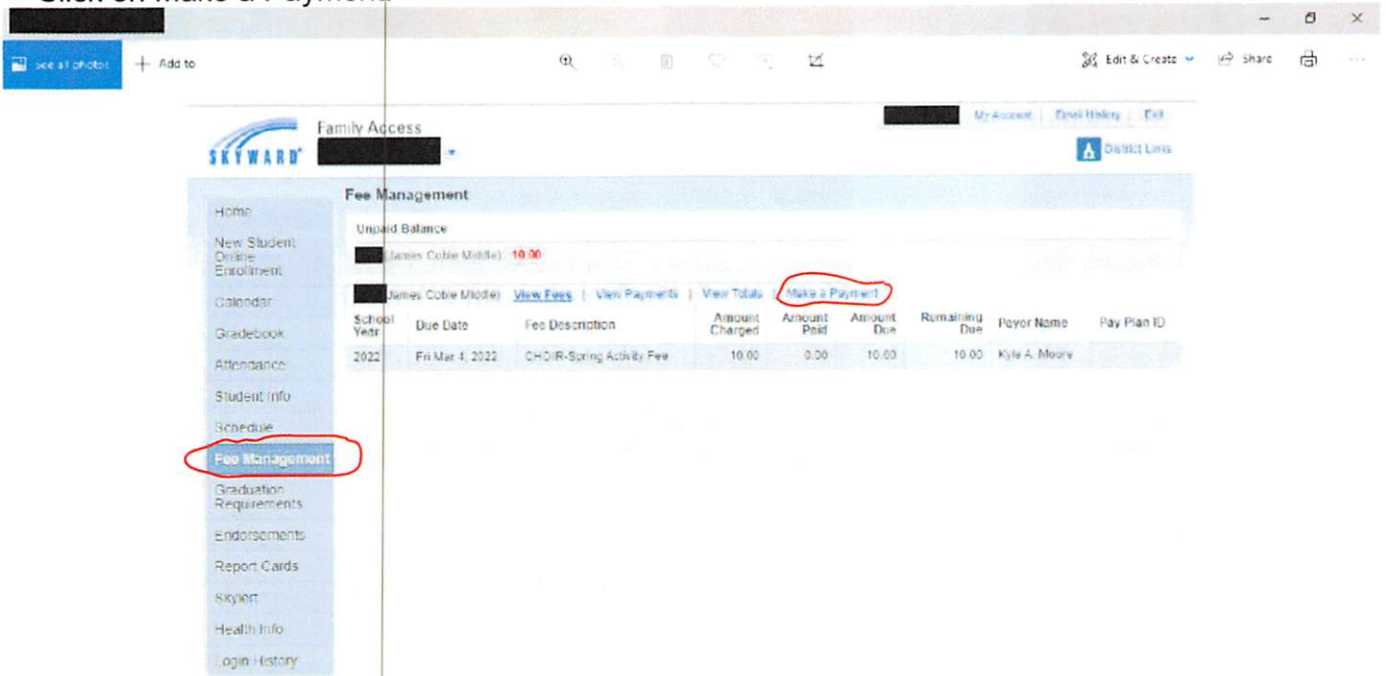 Click on Make a Payment
See all photos + Add to Edit & Create Share
Family Access
SKYWARD
My Account Email History Exit
District Links
Home
New Student
Online
Enrollment
Calendar
Gradebook
Attendance
Student Info
Schedule
Fee Management
Graduation
Requirements
Endorsements
Report Cards
Skylert
Health Info
Login History
Fee Management
Unpaid Balance
(James Coble Middle) 10.00
(James Coble Middle) View Fees | View Payments | View Totals | Make a Payment
School Year Due Date Fee Description Amount Charged Amount Paid Amount Due Remaining Due Payor Name Pay Plan ID
2022 Fri Mar 4, 2022 CHOIR-Spring Activity Fee 10.00 0.00 10.00 10.00 Kyle A. Moore